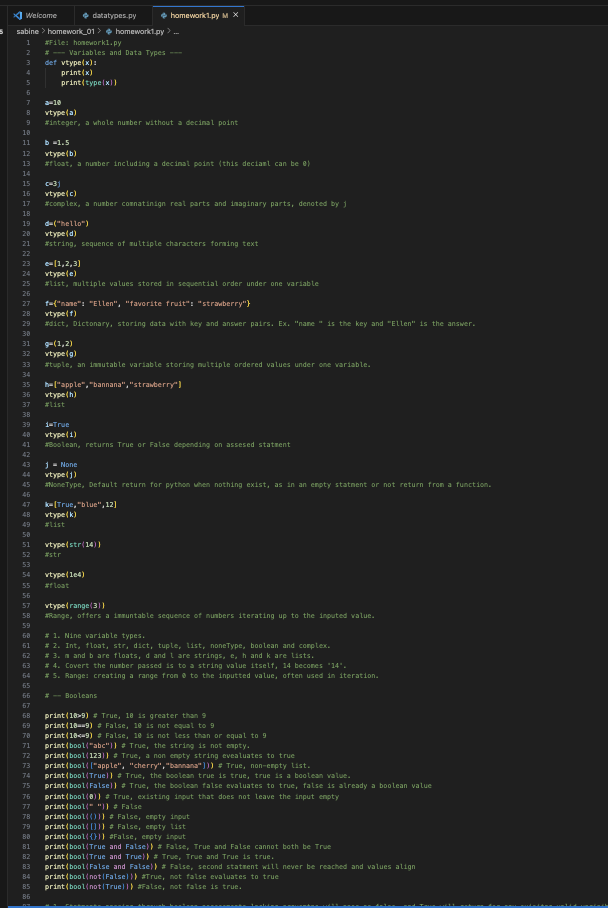 Welcome
datatypes.py
homework1.py M
sabine > homework_01 > homework1.py > ...
1 #File: homework1.py
2 # ——— Variables and Data Types ———
3 def vtype(x):
4 print(x)
5 print(type(x))
6
7 a=10
8 vtype(a)
9 #integer, a whole number without a decimal point
10
11 b =1.5
12 vtype(b)
13 #float, a number including a decimal point (this deciaml can be 0)
14
15 c=3j
16 vtype(c)
17 #complex, a number comnatinign real parts and imaginary parts, denoted by j
18
19 d=("hello")
20 vtype(d)
21 #string, sequence of multiple characters forming text
22
23 e=[1,2,3]
24 vtype(e)
25 #list, multiple values stored in sequential order under one variable
26
27 f={"name": "Ellen", "favorite fruit": "strawberry"}
28 vtype(f)
29 #dict, Dictonary, storing data with key and answer pairs. Ex. "name " is the key and "Ellen" is the answer.
30
31 g=(1,2)
32 vtype(g)
33 #tuple, an immutable variable storing multiple ordered values under one variable.
34
35 h=["apple","bannana","strawberry"]
36 vtype(h)
37 #list
38
39 i=True
40 vtype(i)
41 #Boolean, returns True or False depending on assesed statment
42
43 j = None
44 vtype(j)
45 #NoneType, Default return for python when nothing exist, as in an empty statment or not return from a function.
46
47 k=[True,"blue",12]
48 vtype(k)
49 #list
50
51 vtype(str(14))
52 #str
53
54 vtype(1e4)
55 #float
56
57 vtype(range(3))
58 #Range, offers a immuntable sequence of numbers iterating up to the inputed value.
59
60 # 1. Nine variable types.
61 # 2. Int, float, str, dict, tuple, list, noneType, boolean and complex.
62 # 3. m and b are floats, d and l are strings, e, h and k are lists.
63 # 4. Covert the number passed is to a string value itself, 14 becomes '14'.
64 # 5. Range: creating a range from 0 to the inputted value, often used in iteration.
65
66 # —— Booleans
67
68 print(10>9) # True, 10 is greater than 9
69 print(10==9) # False, 10 is not equal to 9
70 print(10<=9) # False, 10 is not less than or equal to 9
71 print(bool("abc")) # True, the string is not empty.
72 print(bool(123)) # True, a non empty string evealuates to true
73 print(bool(["apple", "cherry","bannana"])) # True, non-empty list.
74 print(bool(True)) # True, the boolean true is true, true is a boolean value.
75 print(bool(False)) # True, the boolean false evaluates to true, false is already a boolean value
76 print(bool(0)) # True, existing input that does not leave the input empty
77 print(bool(" ")) # False
78 print(bool(())) # False, empty input
79 print(bool([])) # False, empty list
80 print(bool({})) #False, empty input
81 print(bool(True and False)) # False, True and False cannot both be True
82 print(bool(True and True)) # True, True and True is true.
83 print(bool(False and False)) # False, second statment will never be reached and values align
84 print(bool(not(False))) #True, not false evaluates to true
85 print(bool(not(True))) #False, not false is true.
86